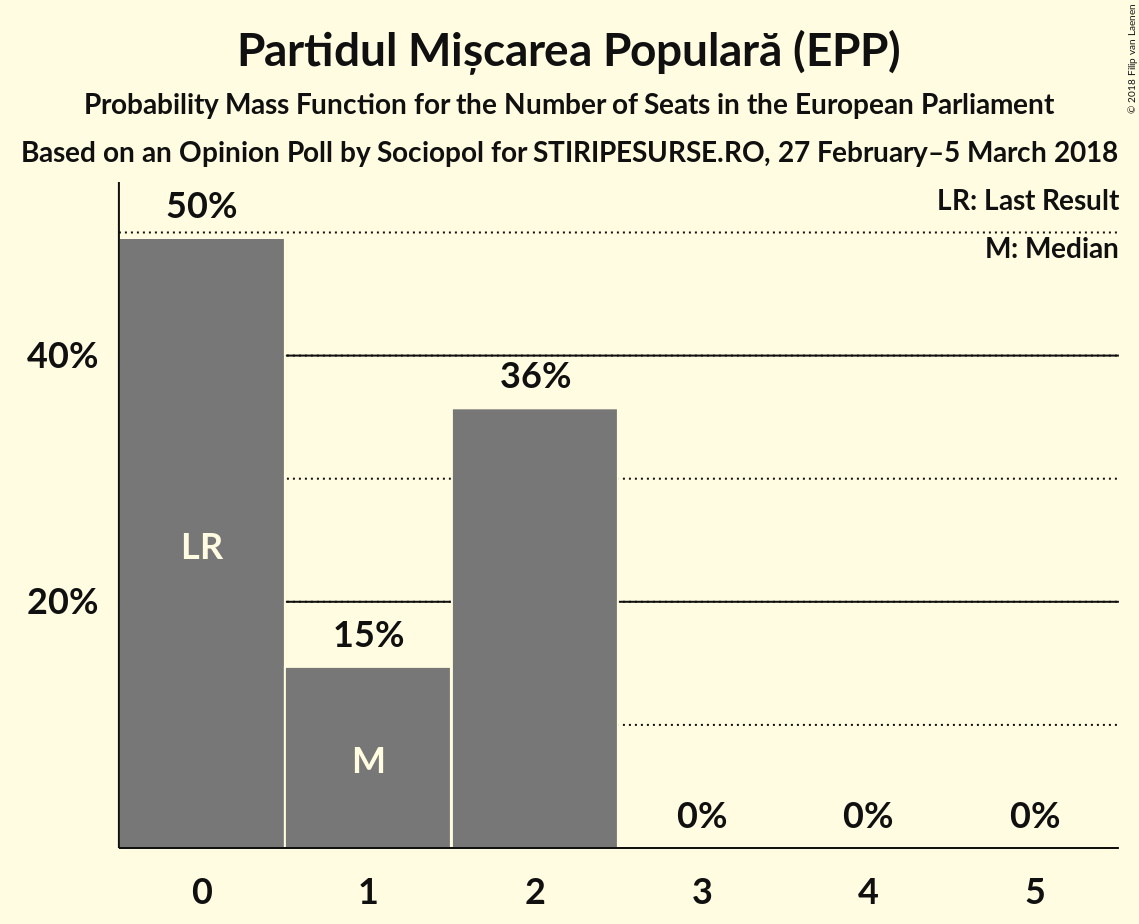 Partidul Mișcarea Populară (EPP)
Probability Mass Function for the Number of Seats in the European Parliament
Based on an Opinion Poll by Sociopol for STIRIPESURSE.RO, 27 February–5 March 2018
© 2018 Filip van Laenen
LR: Last Result
M: Median
50%
40%
36%
LR
20%
15%
M
0%
0%
0%
0
1
2
3
4
5